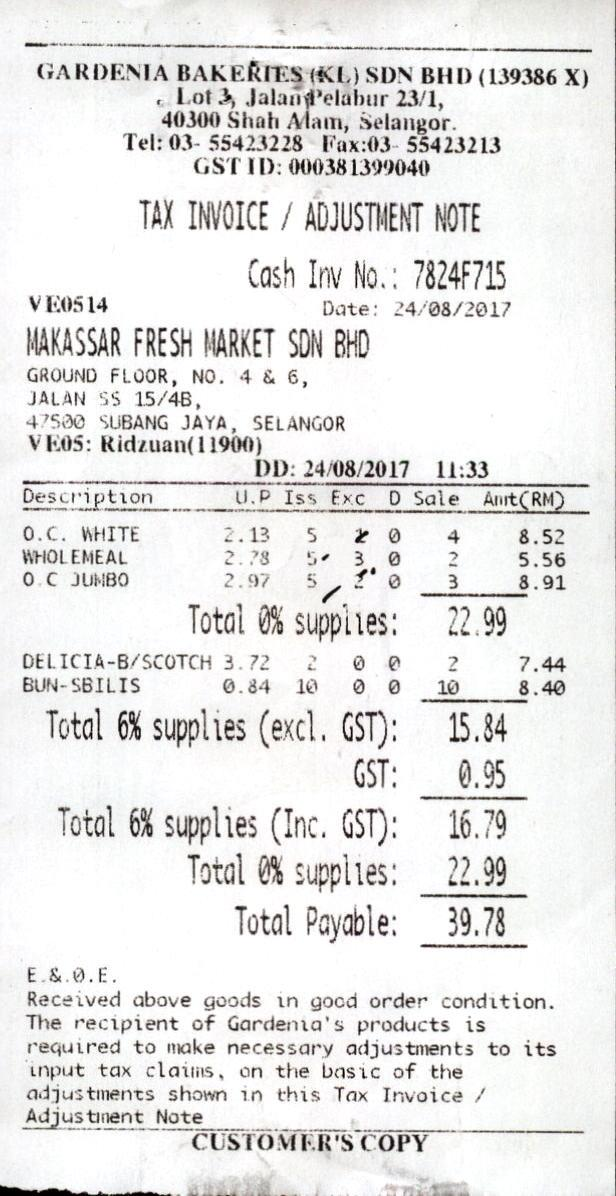 GARDENIA BAKERIES (KL) SDN BHD (139386 X)
Lot 3, Jalan Pelabur 23/1,
40300 Shah Alam, Selangor.
Tel: 03- 55423228 Fax:03- 55423213
GST ID: 000381399040
TAX INVOICE / ADJUSTMENT NOTE
Cash Inv No.: 7824F715
VE0514 Date: 24/08/2017
MAKASSAR FRESH MARKET SDN BHD
GROUND FLOOR, NO. 4 & 6,
JALAN SS 15/4B,
47500 SUBANG JAYA, SELANGOR
VE05: Ridzuan(11900)
DD: 24/08/2017 11:33
Description U.P Iss Exc D Sale Amt(RM)
O.C. WHITE 2.13 5 0 4 8.52
WHOLEMEAL 2.78 5 3 0 2 5.56
O.C JUMBO 2.97 5 2 0 3 8.91
Total 0% supplies: 22.99
DELICIA-B/SCOTCH 3.72 2 0 0 2 7.44
BUN-SBILIS 0.84 10 0 0 10 8.40
Total 6% supplies (excl. GST): 15.84
GST: 0.95
Total 6% supplies (Inc. GST): 16.79
Total 0% supplies: 22.99
Total Payable: 39.78
E.&.O.E.
Received above goods in good order condition.
The recipient of Gardenia's products is
required to make necessary adjustments to its
input tax claims, on the basic of the
adjustments shown in this Tax Invoice /
Adjustment Note
CUSTOMER'S COPY